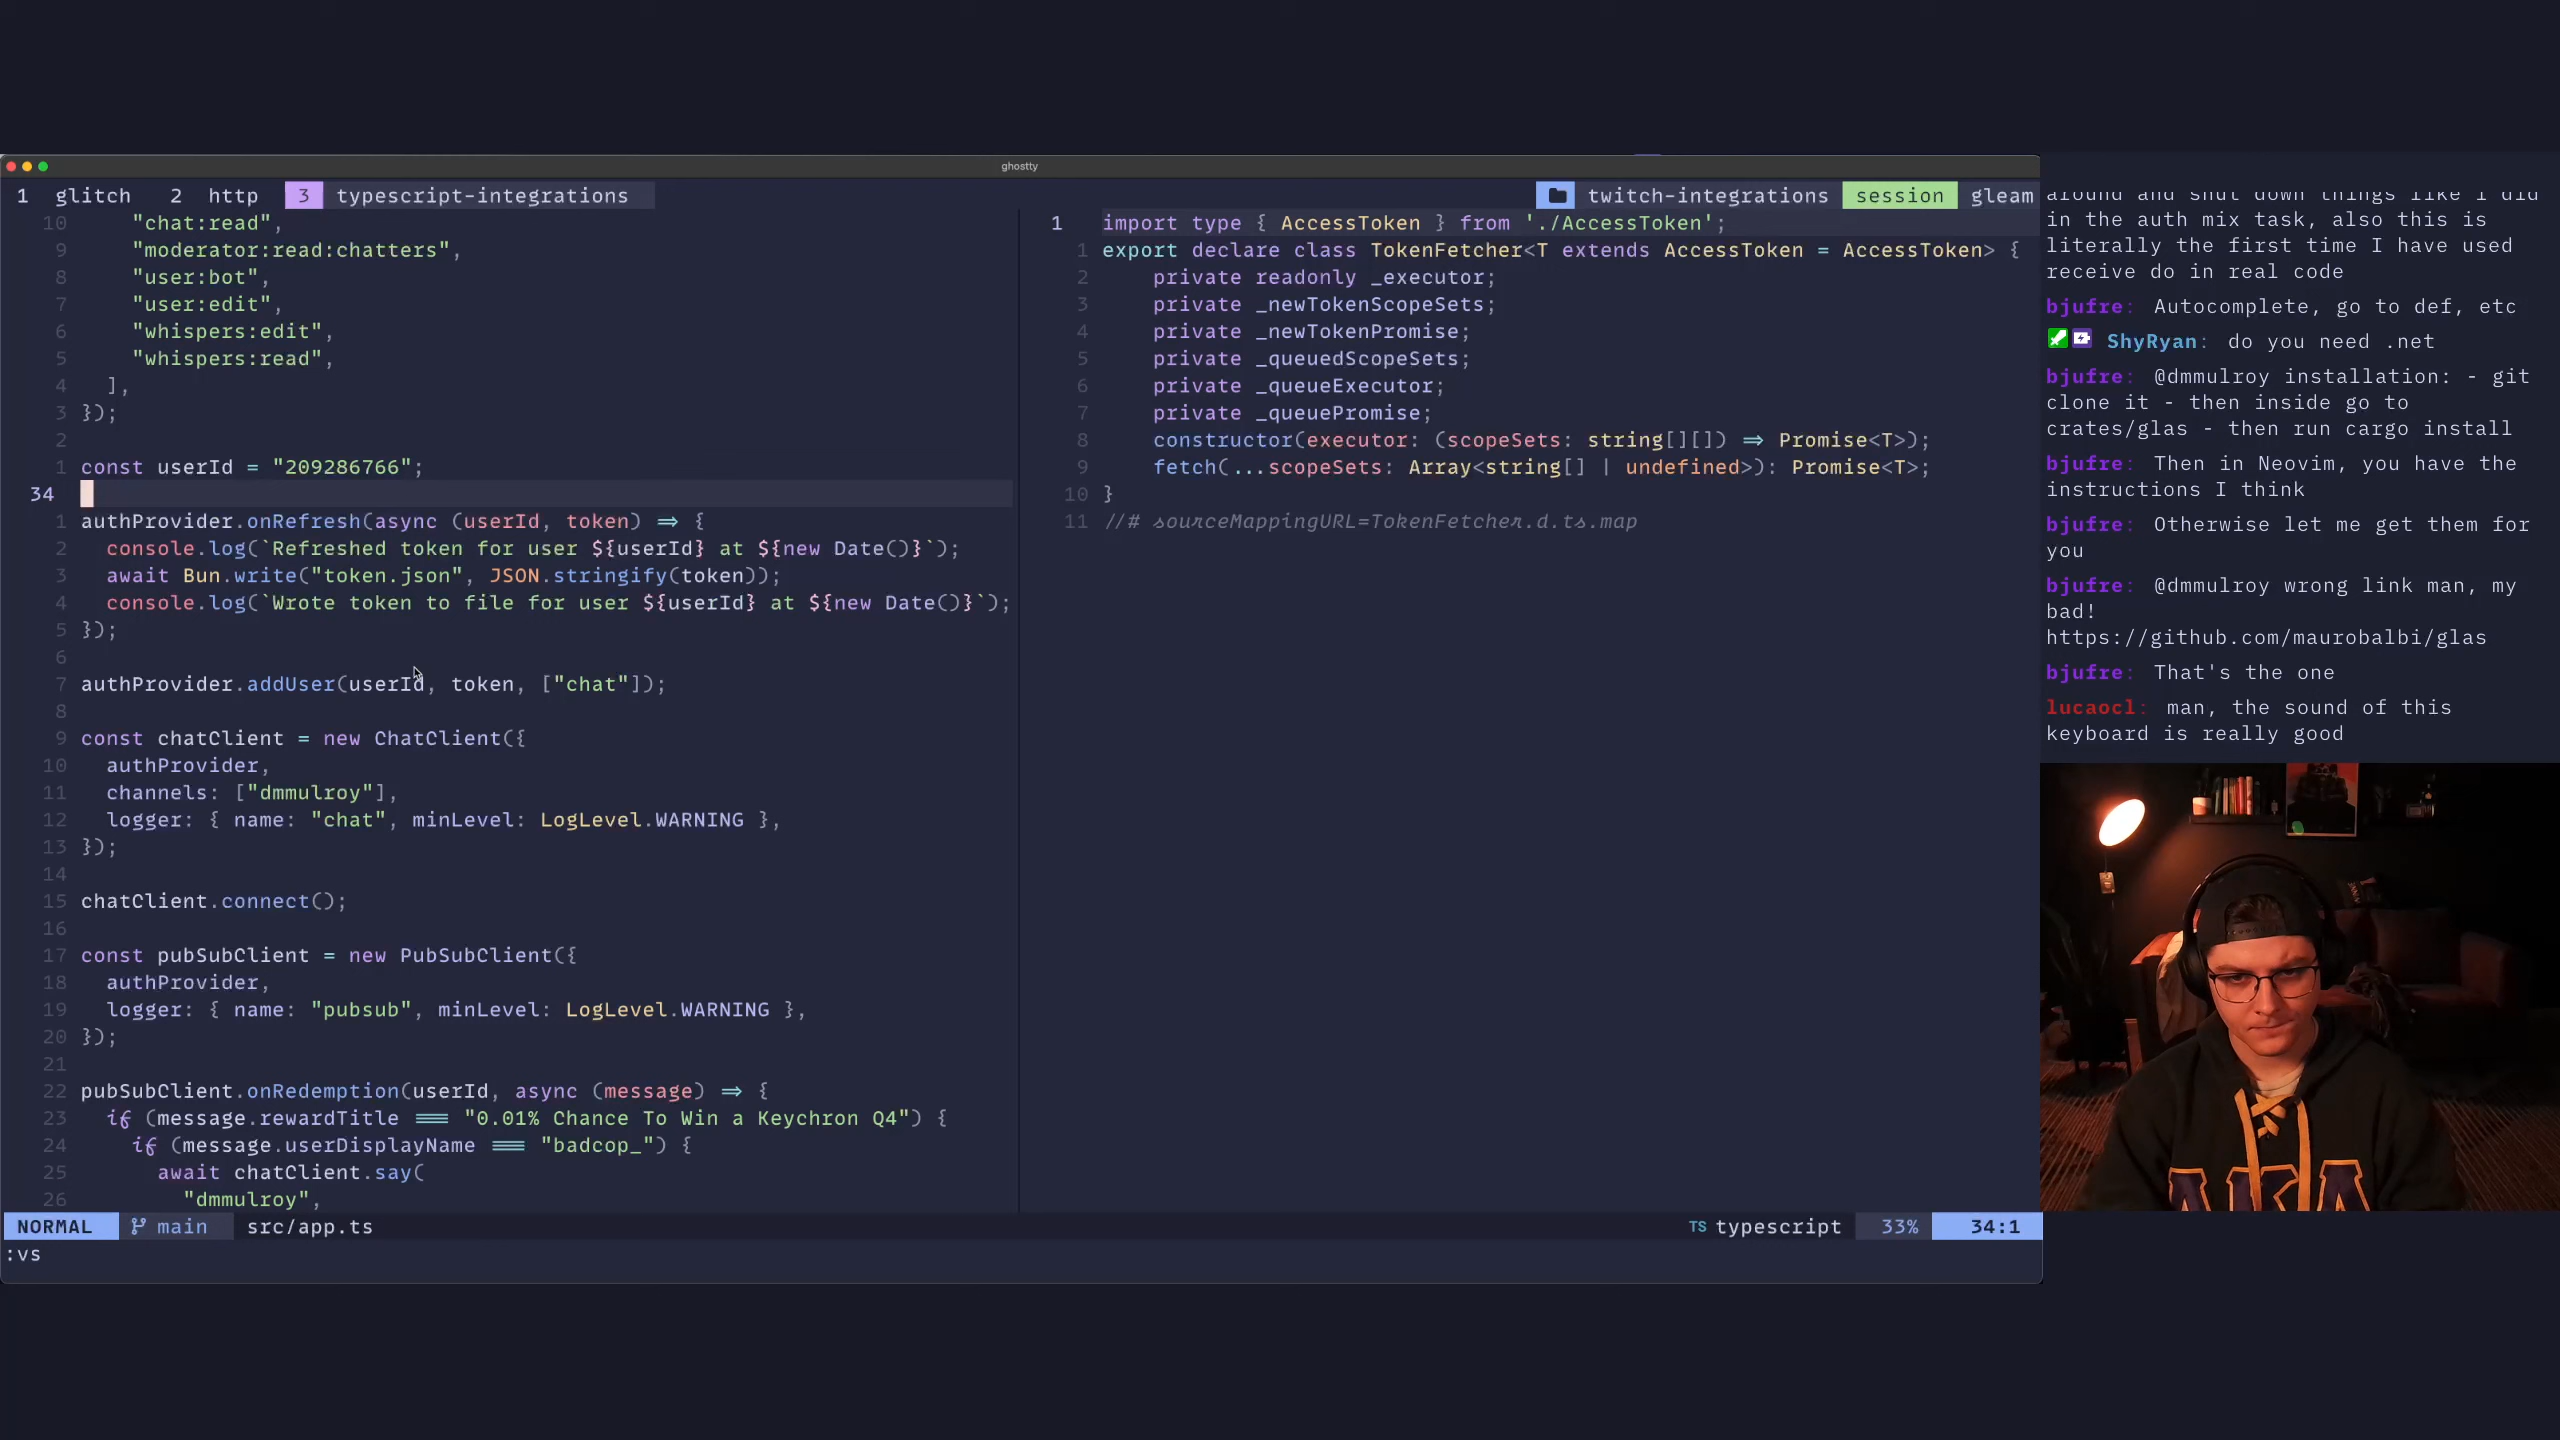 ghostty
1 glitch 2 http 3 typescript-integrations
twitch-integrations session gleam
10 "chat:read",
9 "moderator:read:chatters",
8 "user:bot",
7 "user:edit",
6 "whispers:edit",
5 "whispers:read",
4 ],
3 });
2
1 const userId = "209286766";
34
1 authProvider.onRefresh(async (userId, token) => {
2 console.log(`Refreshed token for user ${userId} at ${new Date()}`);
3 await Bun.write("token.json", JSON.stringify(token));
4 console.log(`Wrote token to file for user ${userId} at ${new Date()}`);
5 });
6
7 authProvider.addUser(userId, token, ["chat"]);
8
9 const chatClient = new ChatClient({
10 authProvider,
11 channels: ["dmmulroy"],
12 logger: { name: "chat", minLevel: LogLevel.WARNING },
13 });
14
15 chatClient.connect();
16
17 const pubSubClient = new PubSubClient({
18 authProvider,
19 logger: { name: "pubsub", minLevel: LogLevel.WARNING },
20 });
21
22 pubSubClient.onRedemption(userId, async (message) => {
23 if (message.rewardTitle === "0.01% Chance To Win a Keychron Q4") {
24 if (message.userDisplayName === "badcop_") {
25 await chatClient.say(
26 "dmmulroy",
1 import type { AccessToken } from './AccessToken';
1 export declare class TokenFetcher<T extends AccessToken = AccessToken> {
2 private readonly _executor;
3 private _newTokenScopeSets;
4 private _newTokenPromise;
5 private _queuedScopeSets;
6 private _queueExecutor;
7 private _queuePromise;
8 constructor(executor: (scopeSets: string[][]) => Promise<T>);
9 fetch(...scopeSets: Array<string[] | undefined>): Promise<T>;
10 }
11 //# sourceMappingURL=TokenFetcher.d.ts.map
NORMAL main src/app.ts
TS typescript 33% 34:1
:vs
around and shut down things like I did
in the auth mix task, also this is
literally the first time I have used
receive do in real code
bjufre: Autocomplete, go to def, etc
ShyRyan: do you need .net
bjufre: @dmmulroy installation: - git
clone it - then inside go to
crates/glas - then run cargo install
bjufre: Then in Neovim, you have the
instructions I think
bjufre: Otherwise let me get them for
you
bjufre: @dmmulroy wrong link man, my
bad!
https://github.com/maurobalbi/glas
bjufre: That's the one
lucaocl: man, the sound of this
keyboard is really good
AKA